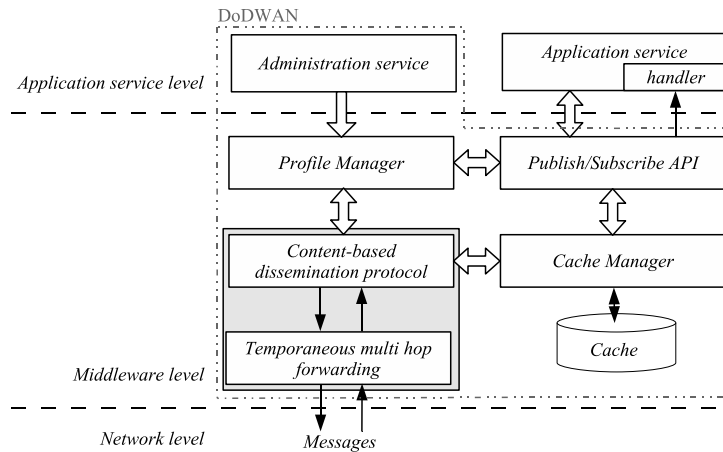 DoDWAN
Administration service
Application service
handler
Application service level
Profile Manager
Publish/Subscribe API
Content-based
dissemination protocol
Cache Manager
Temporaneous multi hop
forwarding
Cache
Middleware level
Network level
Messages